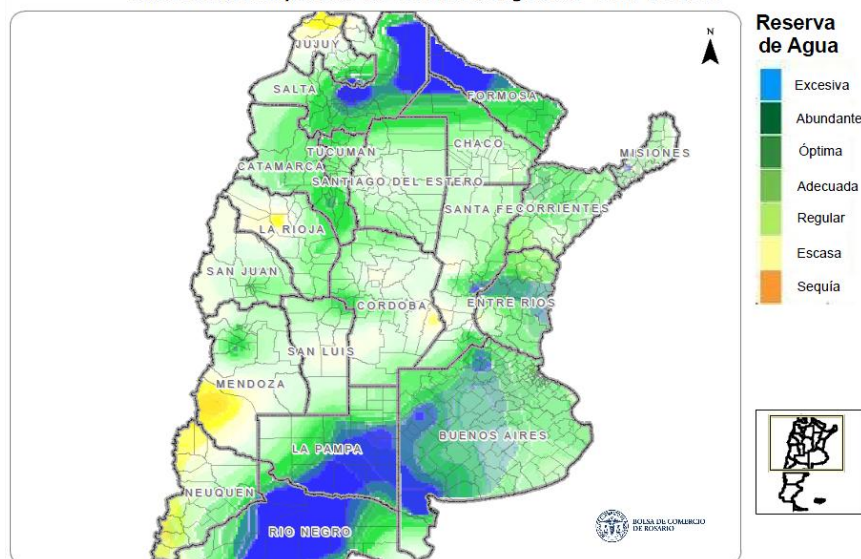 Reserva
de Agua
Excesiva
Abundante
Óptima
Adecuada
Regular
Escasa
Sequía
N
JUJUY
SALTA
FORMOSA
CHACO
MISIONES
TUCUMAN
CATAMARCA
SANTIAGO DEL ESTERO
SANTA FE
CORRIENTES
LA RIOJA
SAN JUAN
CORDOBA
ENTRE RIOS
SAN LUIS
MENDOZA
BUENOS AIRES
LA PAMPA
NEUQUEN
RIO NEGRO
BOLSA DE COMERCIO
DE ROSARIO